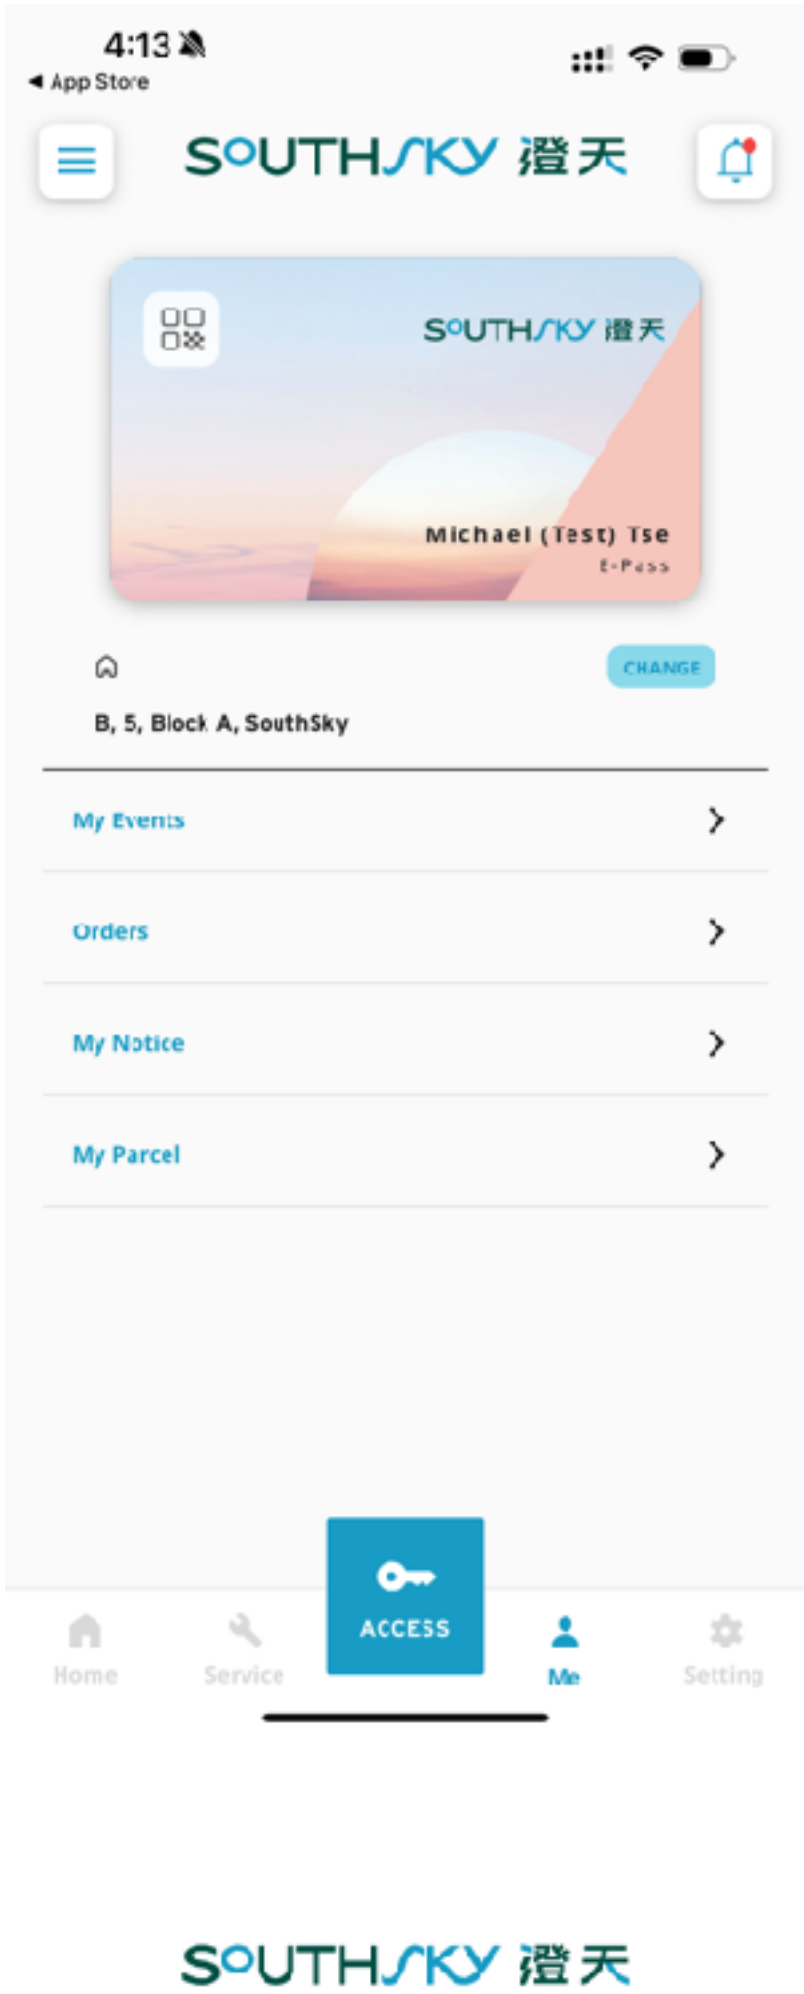 4:13
App Store
SOUTHSKY 澄天
SOUTHSKY 澄天
Michael (Test) Tse
E-Pass
CHANGE
B, 5, Block A, SouthSky
My Events
Orders
My Notice
My Parcel
ACCESS
Home
Service
Me
Setting
SOUTHSKY 澄天